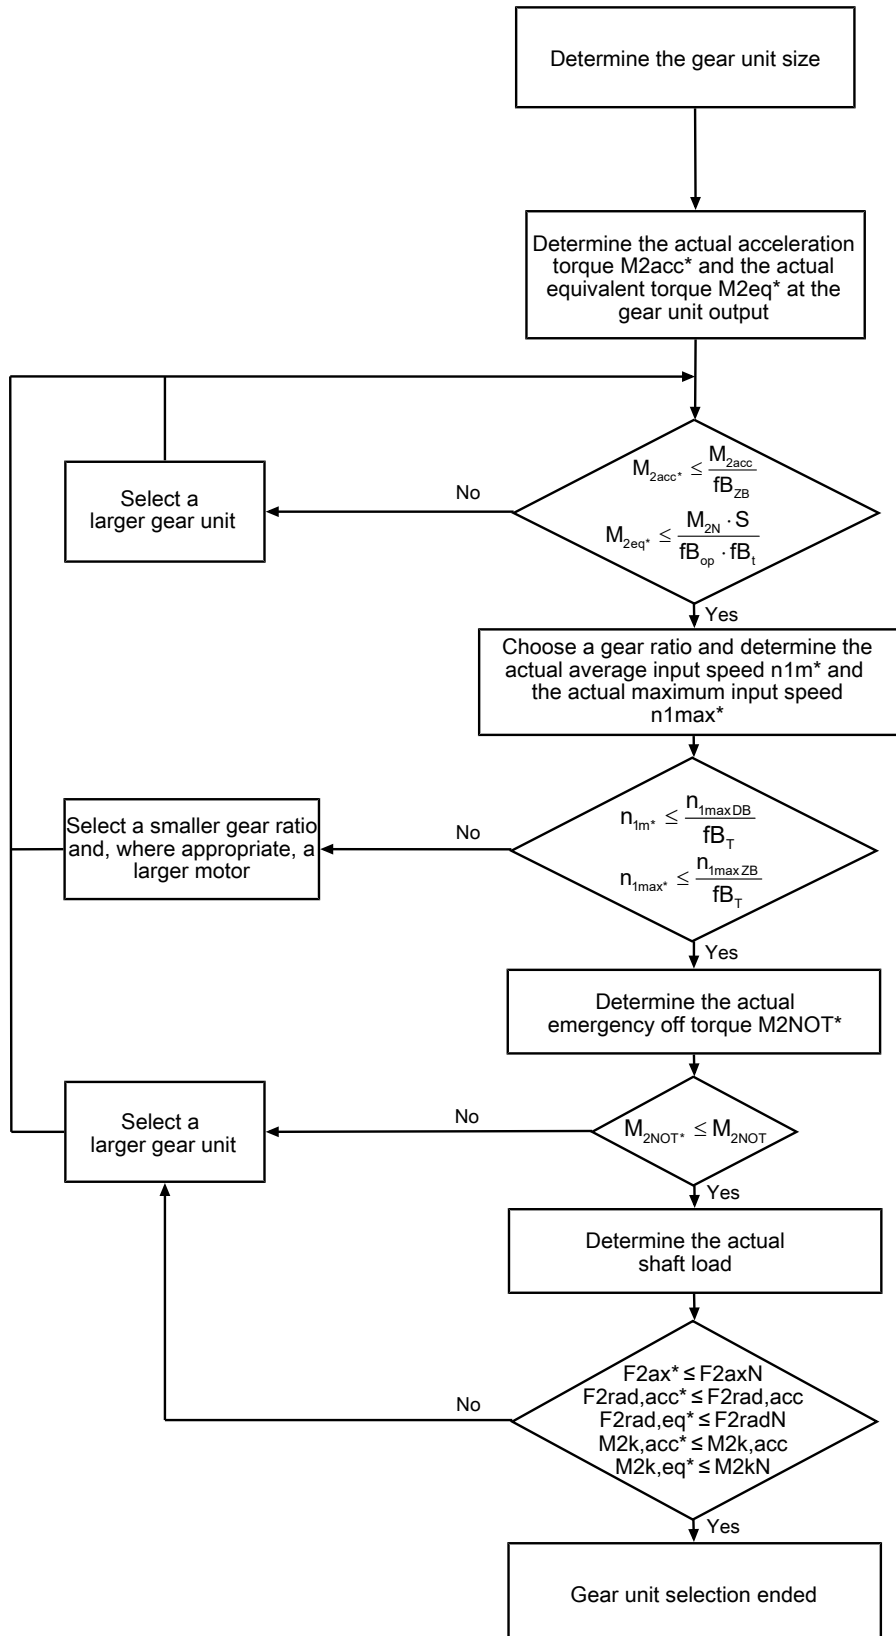 Determine the gear unit size
Determine the actual acceleration
torque M2acc* and the actual
equivalent torque M2eq* at the
gear unit output
Select a
larger gear unit
No
M2acc* ≤ M2acc / fBZB
M2eq* ≤ M2N · S / fBop · fBt
Yes
Choose a gear ratio and determine the
actual average input speed n1m* and
the actual maximum input speed
n1max*
Select a smaller gear ratio
and, where appropriate, a
larger motor
No
n1m* ≤ n1maxDB / fBT
n1max* ≤ n1maxZB / fBT
Yes
Determine the actual
emergency off torque M2NOT*
Select a
larger gear unit
No
M2NOT* ≤ M2NOT
Yes
Determine the actual
shaft load
No
F2ax* ≤ F2axN
F2rad,acc* ≤ F2rad,acc
F2rad,eq* ≤ F2radN
M2k,acc* ≤ M2k,acc
M2k,eq* ≤ M2kN
Yes
Gear unit selection ended